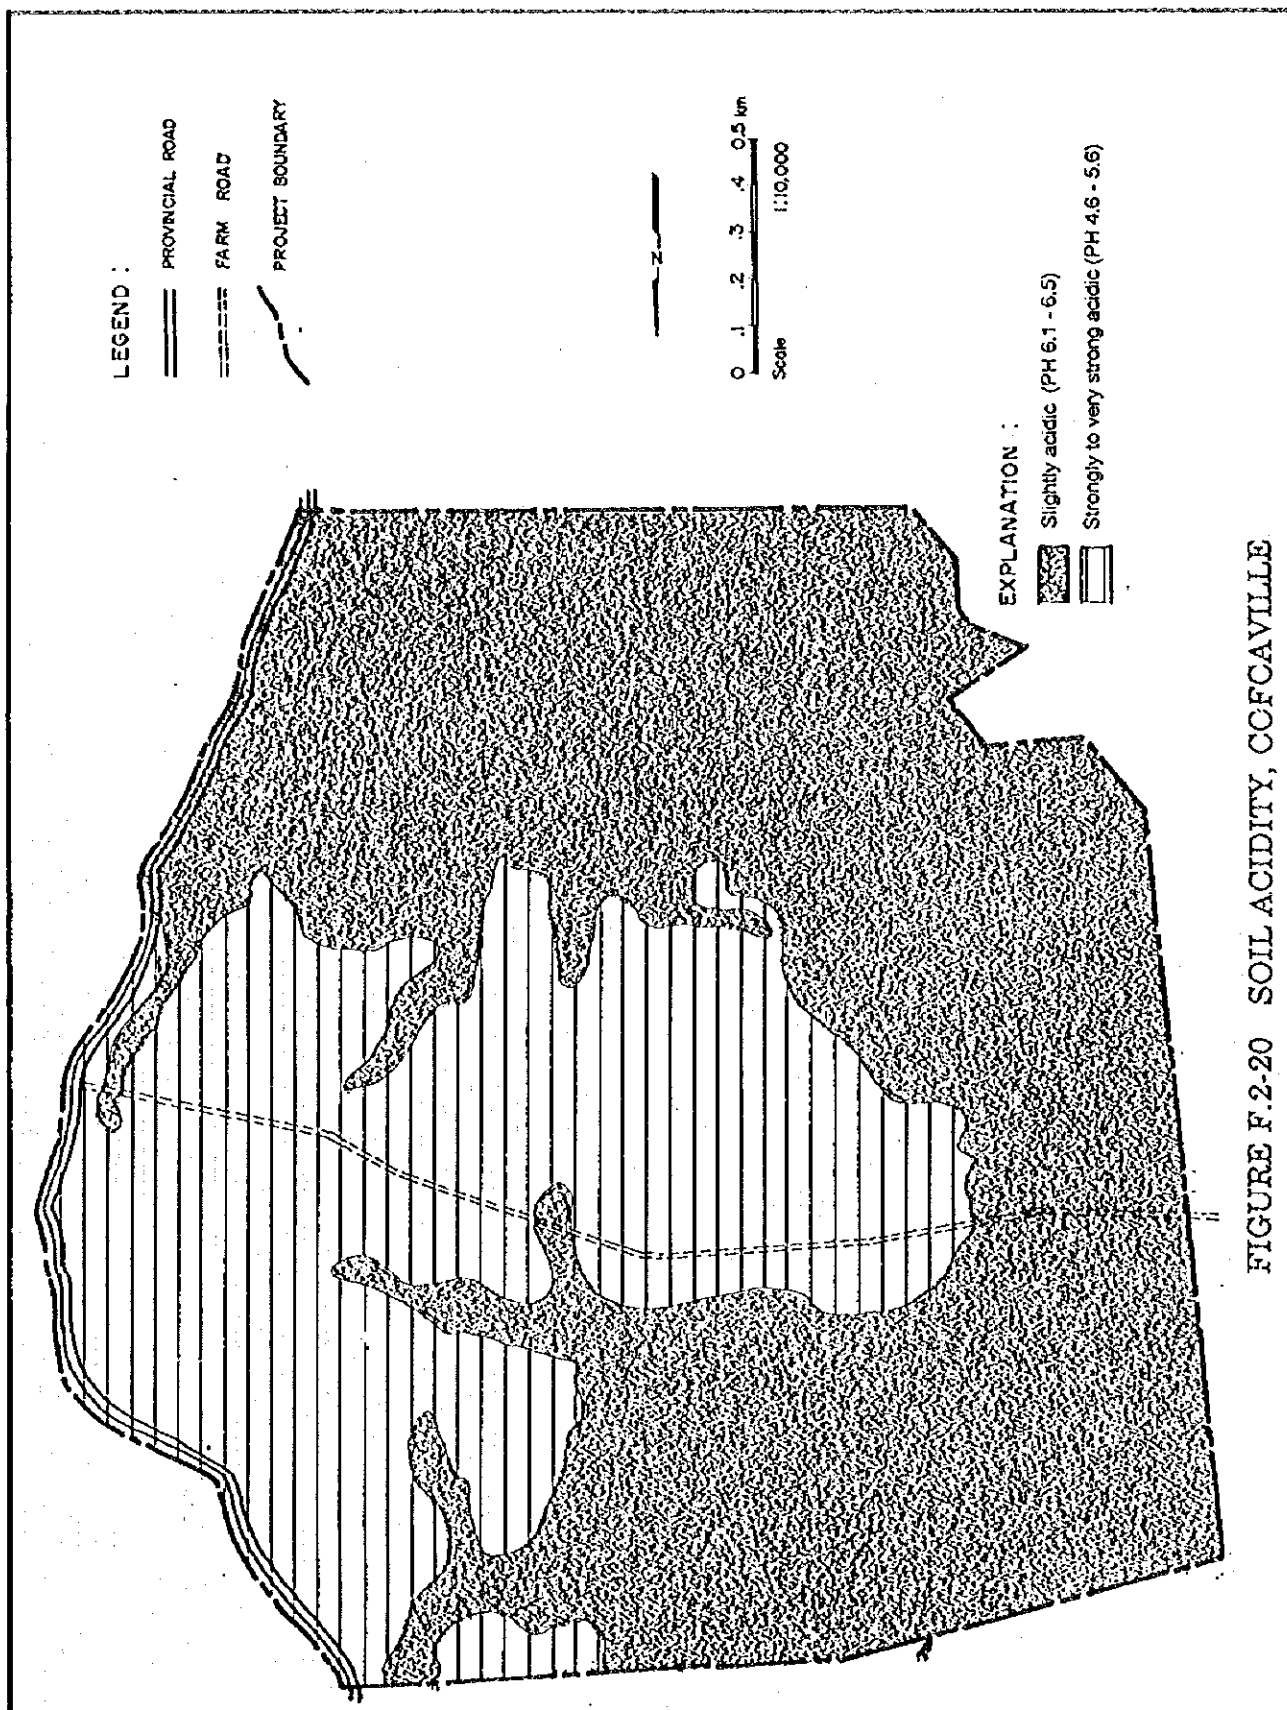 LEGEND :
PROVINCIAL ROAD
FARM ROAD
PROJECT BOUNDARY
N
0 .1 .2 .3 .4 0.5 km
Scale 1:10,000
EXPLANATION :
Slightly acidic (PH 6.1 - 6.5)
Strongly to very strong acidic (PH 4.6 - 5.6)
FIGURE F.2-20 SOIL ACIDITY, CCFCAVILLE